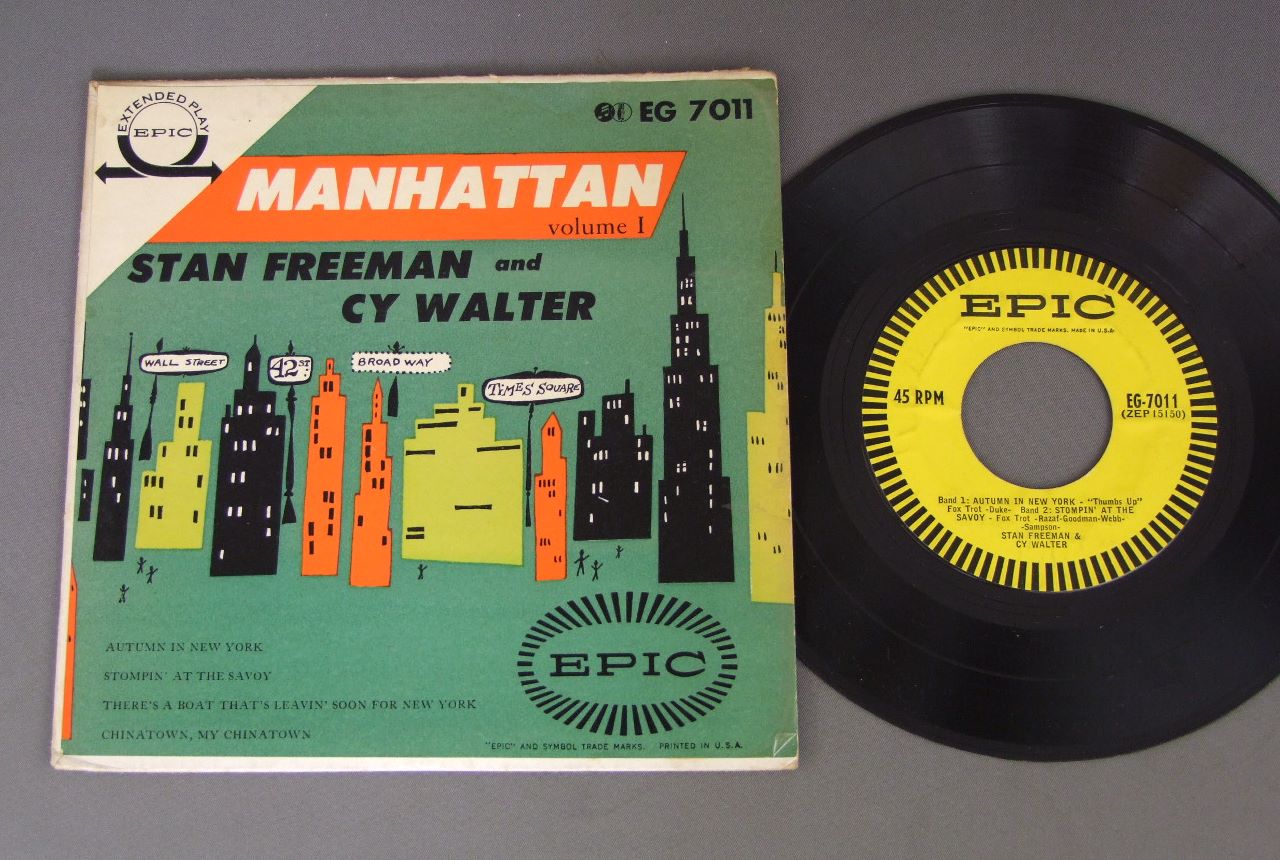 EXTENDED PLAY
EPIC
EG 7011
MANHATTAN
volume I
STAN FREEMAN and
CY WALTER
WALL STREET
42 ST.
BROADWAY
TIMES SQUARE
AUTUMN IN NEW YORK
STOMPIN' AT THE SAVOY
THERE'S A BOAT THAT'S LEAVIN' SOON FOR NEW YORK
CHINATOWN, MY CHINATOWN
EPIC
"EPIC" AND SYMBOL TRADE MARKS. PRINTED IN U.S.A.
EPIC
"EPIC" AND SYMBOL TRADE MARKS. MADE IN U.S.A.
45 RPM
EG-7011
(ZEP 15150)
Band 1: AUTUMN IN NEW YORK - "Thumbs Up"
Fox Trot -Duke- Band 2: STOMPIN' AT THE
SAVOY - Fox Trot -Razaf-Goodman-Webb-
-Sampson-
STAN FREEMAN &
CY WALTER